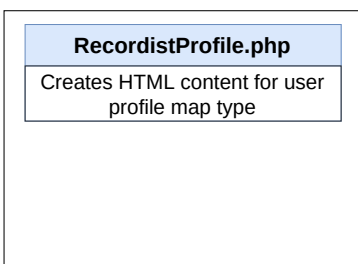 RecordistProfile.php
Creates HTML content for user
profile map type